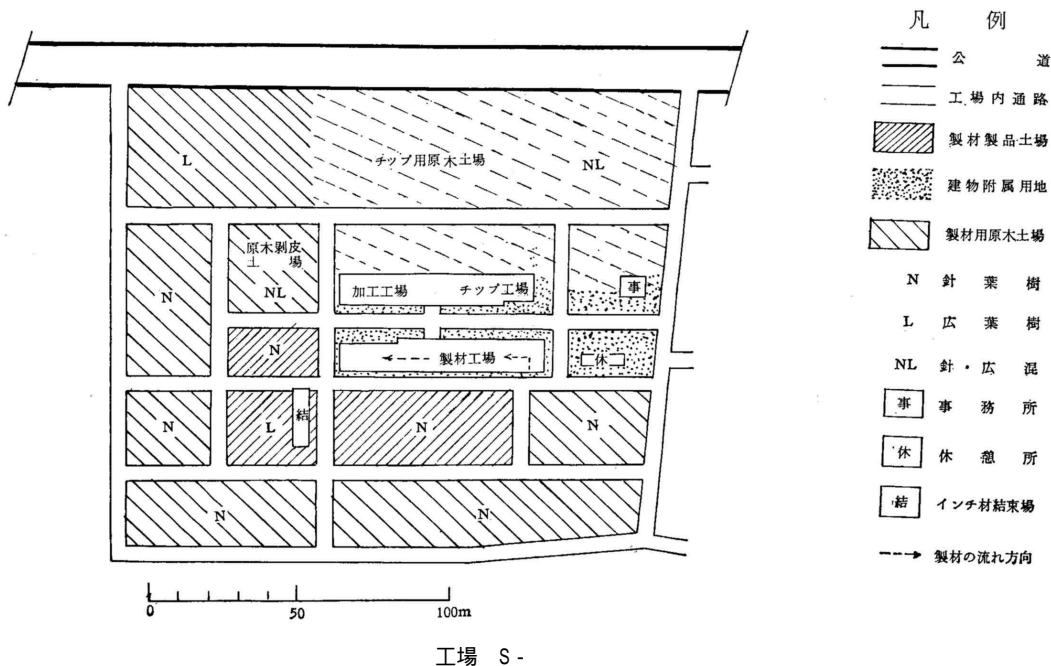 凡 例
公 道
工場内通路
製材製品土場
建物附属用地
製材用原木土場
N 針 葉 樹
L 広 葉 樹
NL 針・広 混
事 事 務 所
休 休 憩 所
結 インチ材結束場
製材の流れ方向
L
チップ用原木土場
NL
N
原木剥皮
土 場
NL
加工工場
チップ工場
事
N
製材工場
休
N
L
結
N
N
N
N
0
50
100m
工場 S-